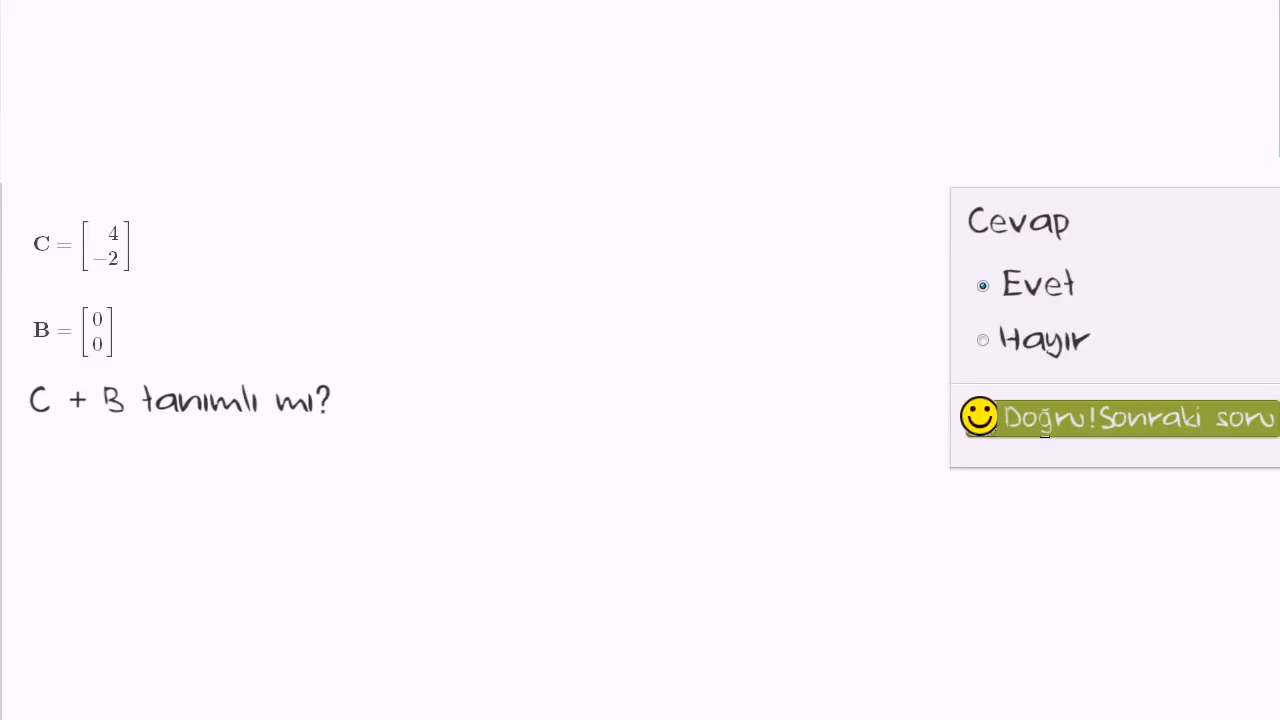 C = [ 4
-2 ]
B = [ 0
0 ]
C + B tanımlı mı?
Cevap
Evet
Hayır
Doğru!Sonraki soru